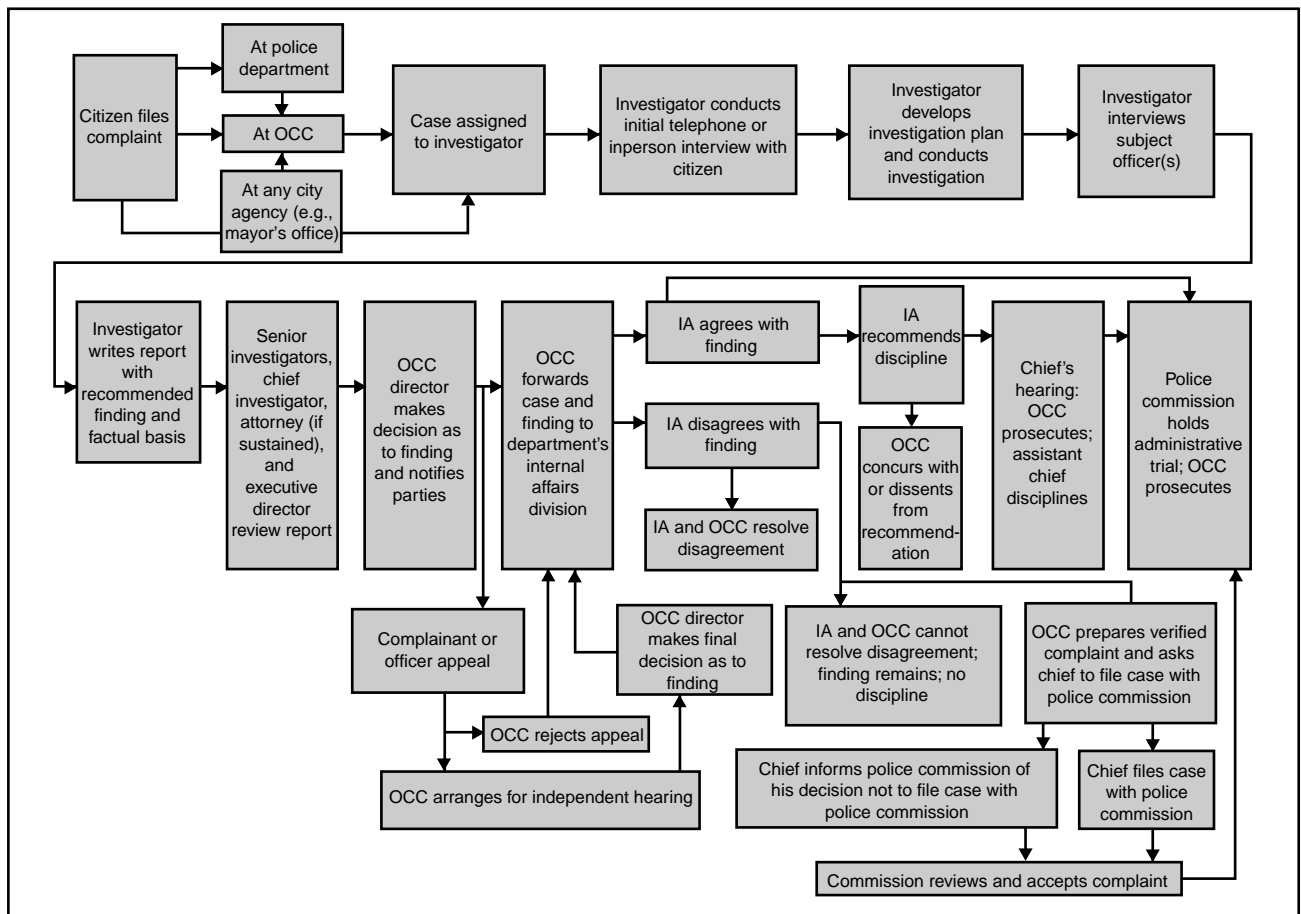 At police
department
Citizen files
complaint
At OCC
At any city
agency (e.g.,
mayor's office)
Case assigned
to investigator
Investigator conducts
initial telephone or
inperson interview with
citizen
Investigator
develops
investigation plan
and conducts
investigation
Investigator
interviews
subject
officer(s)
Investigator
writes report
with
recommended
finding and
factual basis
Senior
investigators,
chief
investigator,
attorney (if
sustained),
and
executive
director
review report
OCC
director
makes
decision as
to finding
and notifies
parties
OCC
forwards
case and
finding to
department's
internal
affairs
division
IA agrees with
finding
IA disagrees with
finding
IA and OCC resolve
disagreement
IA
recommends
discipline
OCC
concurs with
or dissents
from
recommend-
ation
Chief's
hearing:
OCC
prosecutes;
assistant
chief
disciplines
Police
commission
holds
administrative
trial; OCC
prosecutes
Complainant or
officer appeal
OCC rejects appeal
OCC arranges for independent hearing
OCC director
makes final
decision as to
finding
IA and OCC cannot
resolve disagreement;
finding remains; no
discipline
OCC prepares verified
complaint and asks
chief to file case with
police commission
Chief informs police commission of
his decision not to file case with
police commission
Chief files case
with police
commission
Commission reviews and accepts complaint